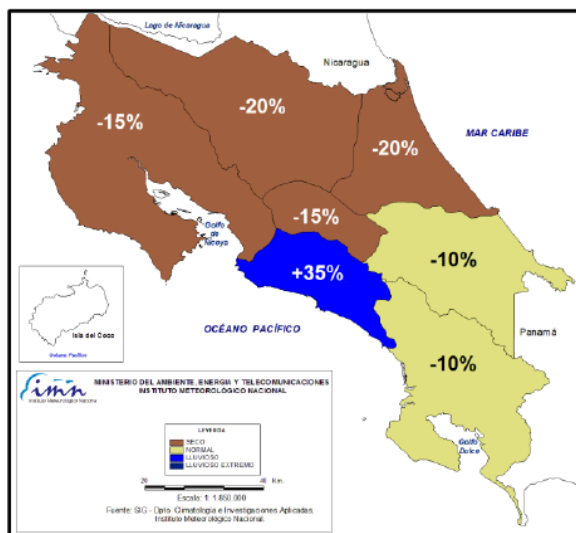 Lago de Nicaragua
Nicaragua
-15%
-20%
MAR CARIBE
-20%
Golfo
de
Nicoya
-15%
+35%
-10%
OCÉANO PACÍFICO
Isla del Coco
Océano Pacífico
Panamá
-10%
Golfo
Dulce
imn
Instituto Meteorológico Nacional
MINISTERIO DEL AMBIENTE, ENERGIA Y TELECOMUNICACIONES
INSTITUTO METEOROLÓGICO NACIONAL
LEYENDA
SECO
NORMAL
LLUVIOSO
LLUVIOSO EXTREMO
20
40 Km.
Escala: 1: 1.850.000
Fuente: SIG - Dpto. Climatología e Investigaciones Aplicadas.
Instituto Meteorológico Nacional.